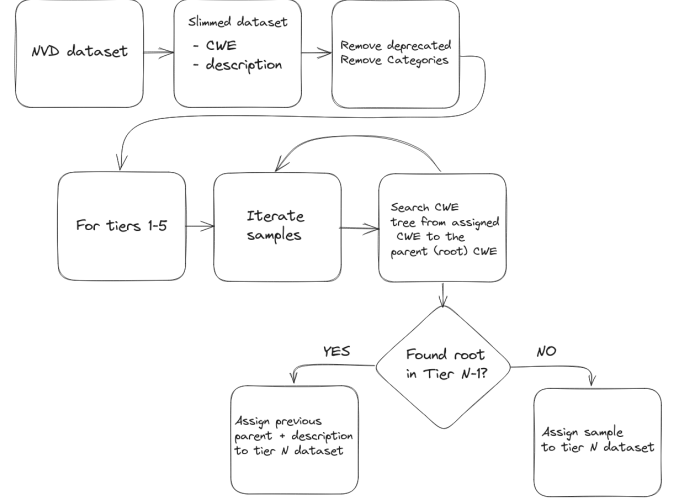 NVD dataset
Slimmed dataset
- CWE
- description
Remove deprecated
Remove Categories
For tiers 1-5
Iterate
samples
Search CWE
tree from assigned
CWE to the
parent (root) CWE
Found root
in Tier N-1?
YES
NO
Assign previous
parent + description
to tier N dataset
Assign sample
to tier N dataset